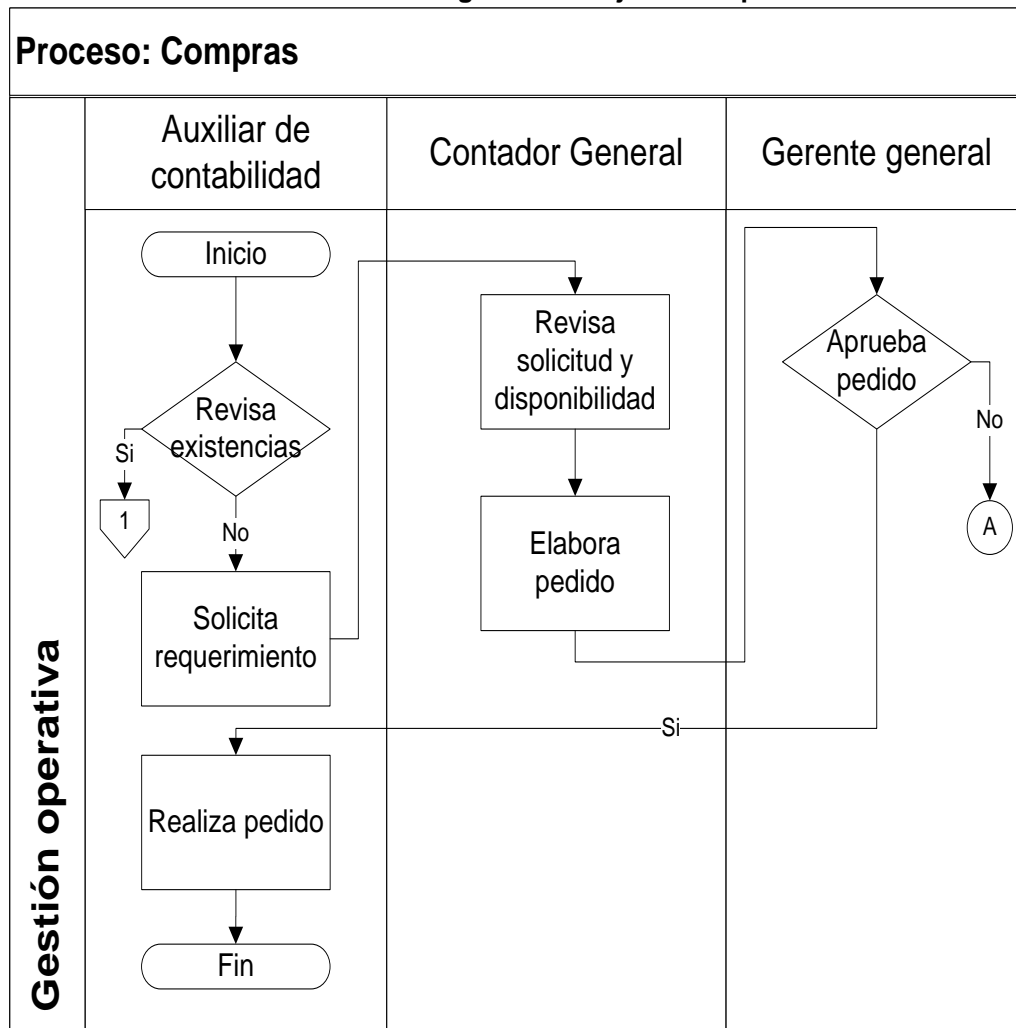 Proceso: Compras
Auxiliar de
contabilidad
Contador General
Gerente general
Gestión operativa
Inicio
Revisa
existencias
Si
1
No
Solicita
requerimiento
Revisa
solicitud y
disponibilidad
Elabora
pedido
Aprueba
pedido
No
A
Si
Realiza pedido
Fin